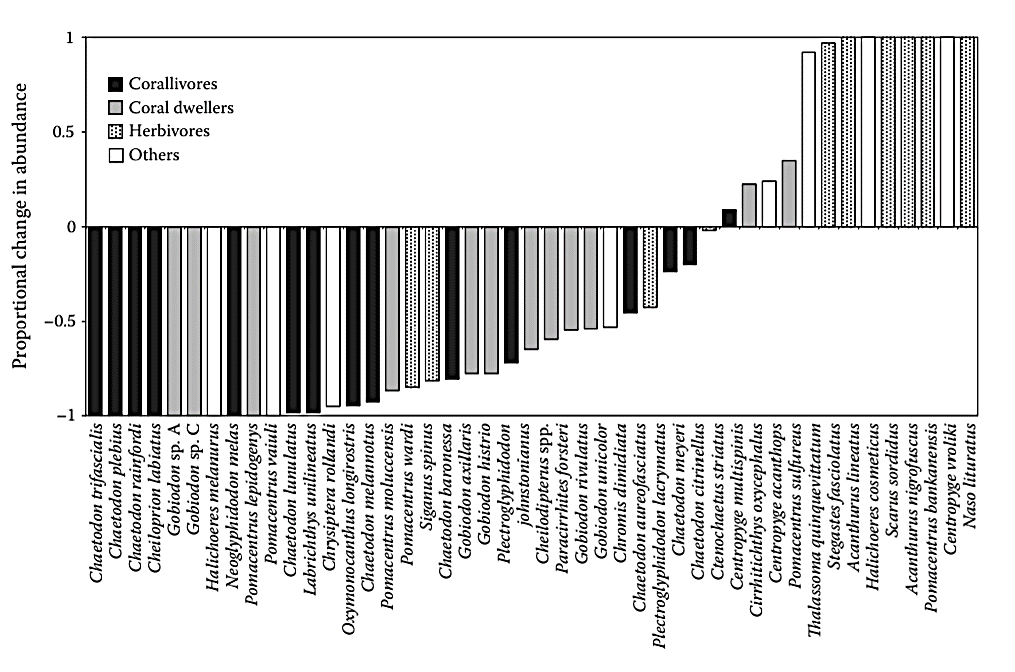 Proportional change in abundance
1
0.5
0
−0.5
−1
Corallivores
Coral dwellers
Herbivores
Others
Chaetodon trifascialis
Chaetodon plebius
Chaetodon rainfordi
Cheiloprion labiatus
Gobiodon sp. A
Gobiodon sp. C
Halichoeres melanurus
Neoglyphidodon melas
Pomacentrus lepidogenys
Pomacentrus vaiuli
Chaetodon lunulatus
Labrichthys unilineatus
Chrysiptera rollandi
Oxymonocanthus longirostris
Chaetodon melannotus
Pomacentrus moluccensis
Pomacentrus wardi
Siganus spinus
Chaetodon baronessa
Gobiodon axillaris
Gobiodon histrio
Plectroglyphidodon
johnstonianus
Cheilodipterus spp.
Paracirrhites forsteri
Gobiodon rivulatus
Gobiodon unicolor
Chromis dimidiata
Chaetodon aureofasciatus
Plectroglyphidodon lacrymatus
Chaetodon meyeri
Chaetodon citrinellus
Ctenochaetus striatus
Centropyge multispinis
Cirrhitichthys oxycephalus
Centropyge acanthops
Pomacentrus sulfureus
Thalassoma quinquevittatum
Stegastes fasciolatus
Acanthurus lineatus
Halichoeres cosmeticus
Scarus sordidus
Acanthurus nigrofuscus
Pomacentrus bankanensis
Centropyge vroliki
Naso lituratus